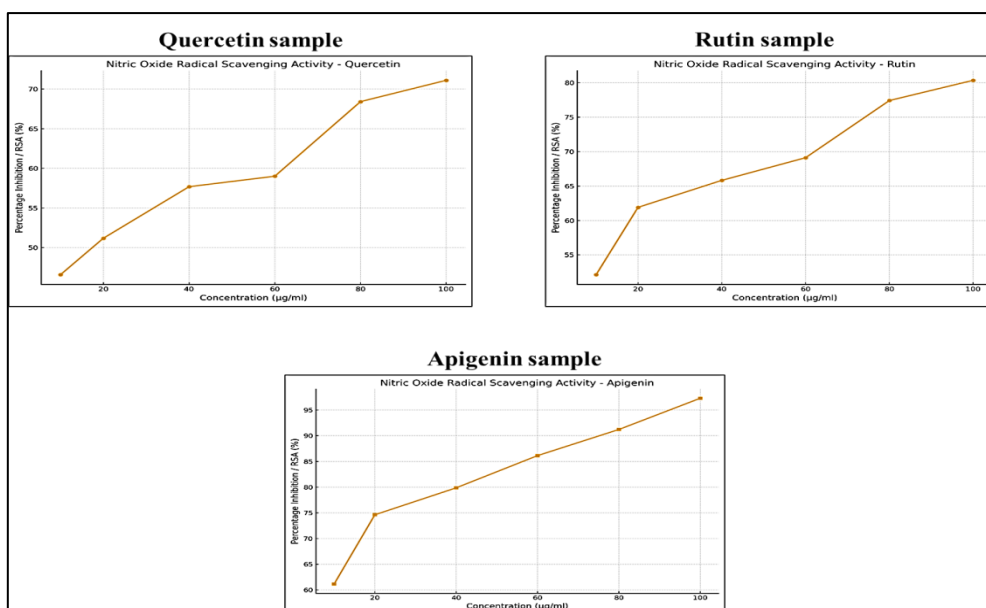 Quercetin sample
Nitric Oxide Radical Scavenging Activity - Quercetin
Percentage Inhibition / RSA (%)
70
65
60
55
50
20 40 60 80 100
Concentration (µg/ml)
Rutin sample
Nitric Oxide Radical Scavenging Activity - Rutin
Percentage Inhibition / RSA (%)
80
75
70
65
60
55
20 40 60 80 100
Concentration (µg/ml)
Apigenin sample
Nitric Oxide Radical Scavenging Activity - Apigenin
Percentage Inhibition / RSA (%)
95
90
85
80
75
70
65
60
20 40 60 80 100
Concentration (µg/ml)